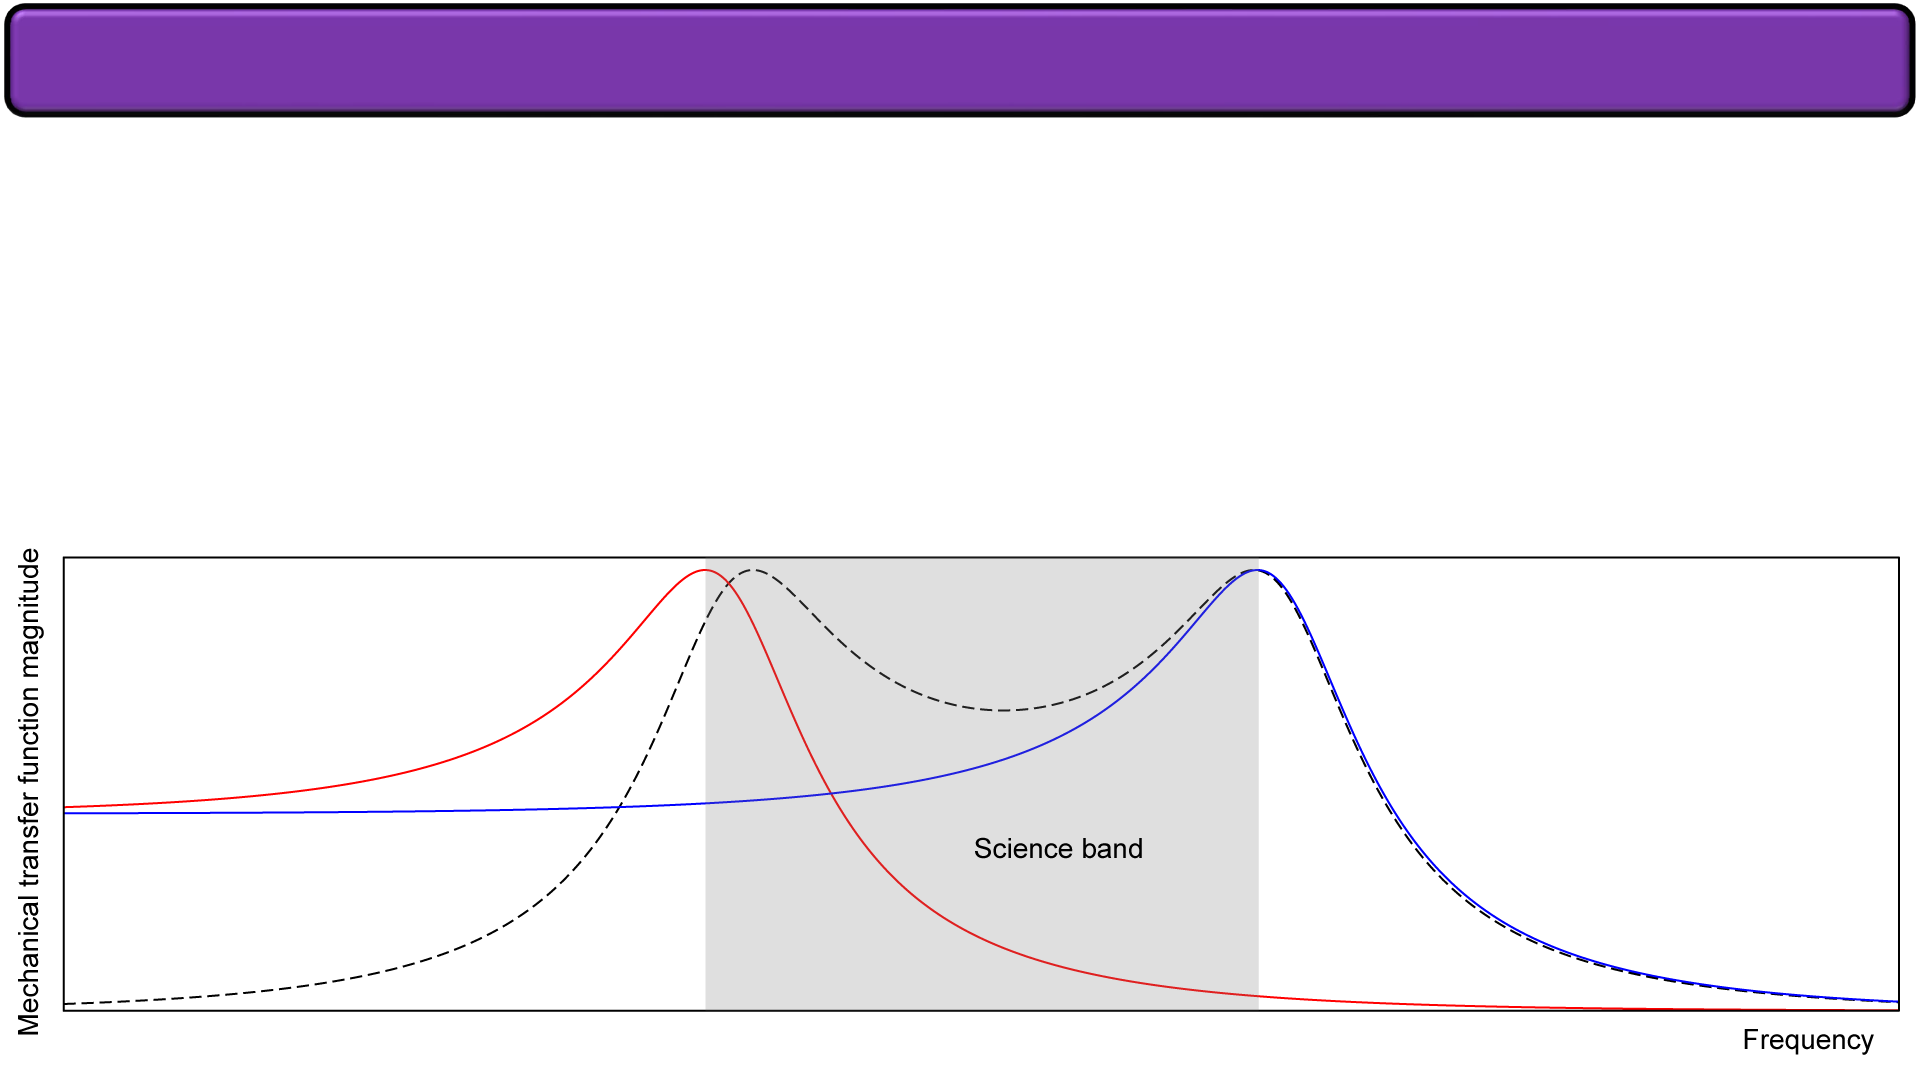 Mechanical transfer function magnitude
Science band
Frequency